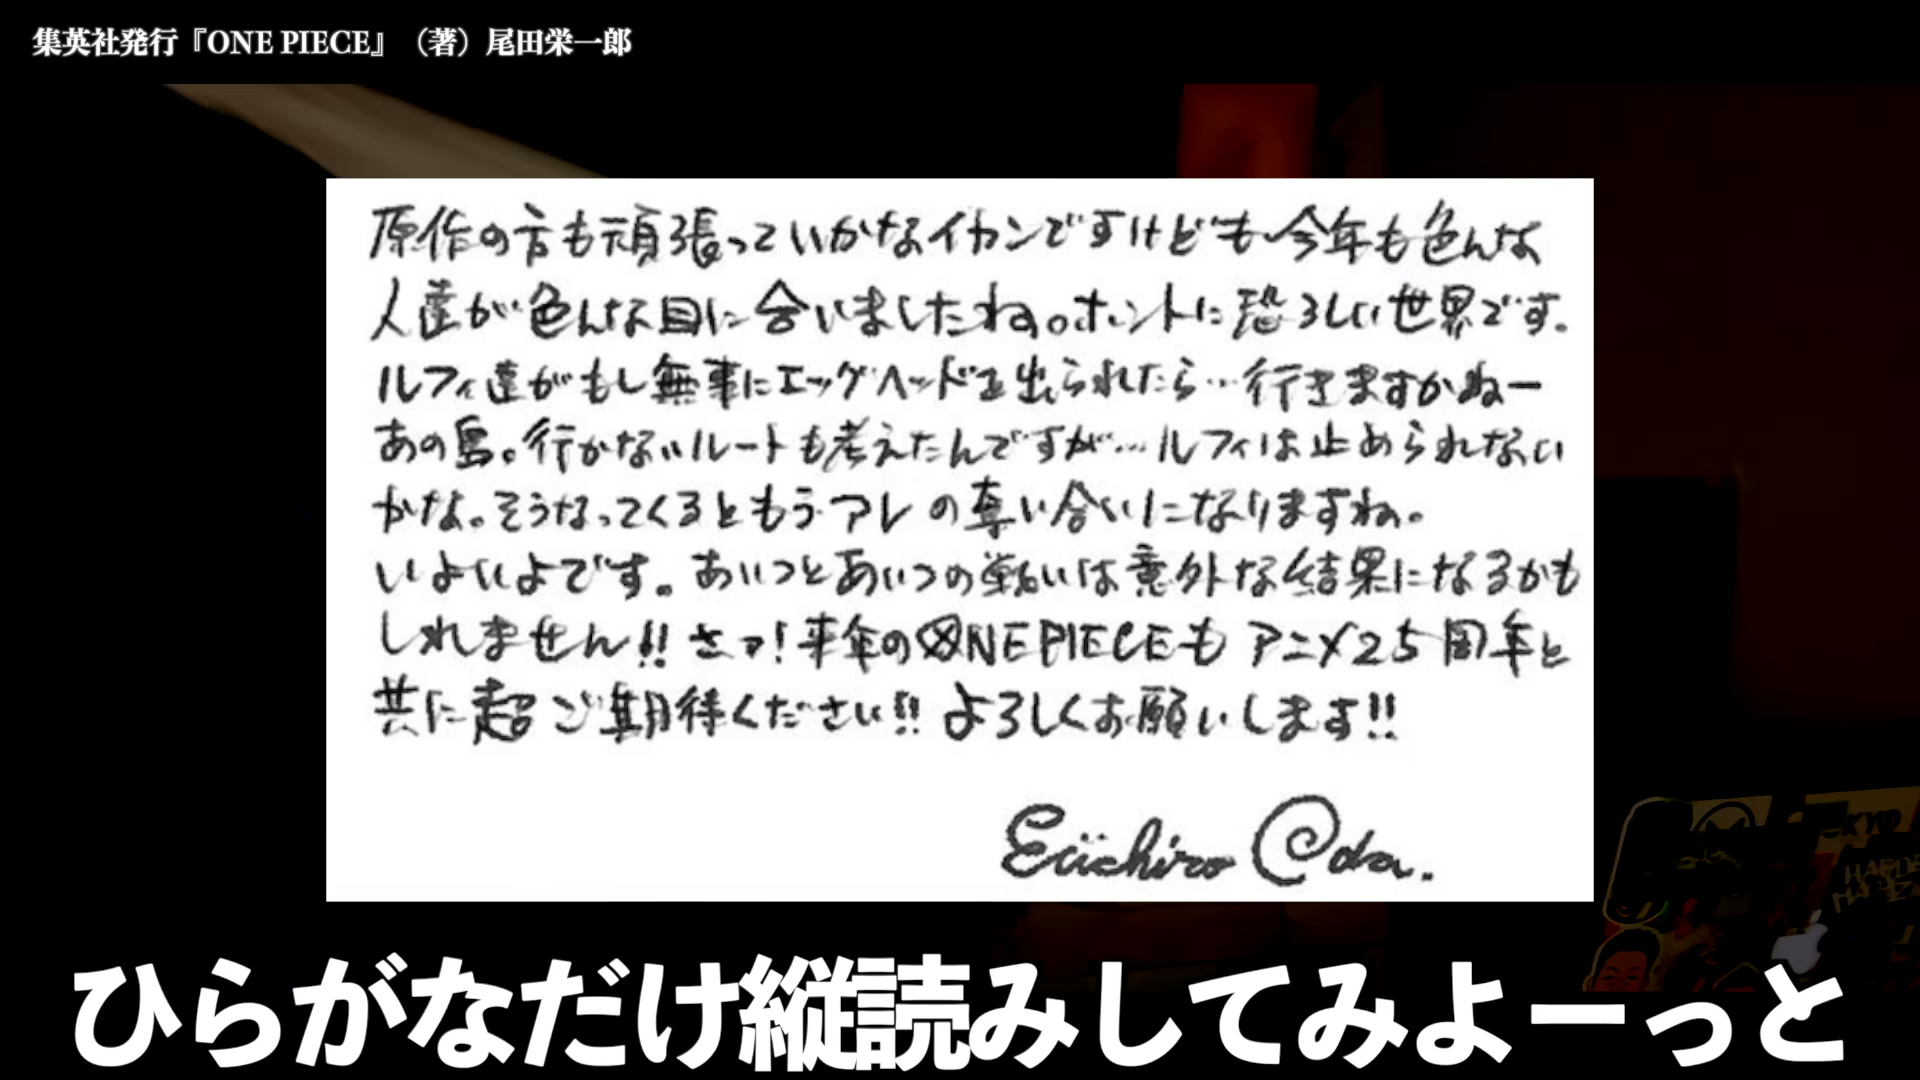 集英社発行『ONE PIECE』（著）尾田栄一郎
原作の方も頑張っていかなイカンですけども今年も色んな
人達が色んな目に合いましたね。ホントに恐ろしい世界です。
ルフィ達がもし無事にエッグヘッドを出られたら…行きますかぬー
あの島。行かないルートも考えたんですが…ルフィは止められない
かな。そうなってくるともうアレの奪い合いになりますね。
いよいよです。あいつとあいつの戦いは意外な結果になるかも
しれません!! さァ！来年のONE PIECEもアニメ25周年と
共に超ご期待ください!! よろしくお願いします!!
Eiichiro Oda.
KYO
HARDE
ひらがなだけ縦読みしてみよーっと